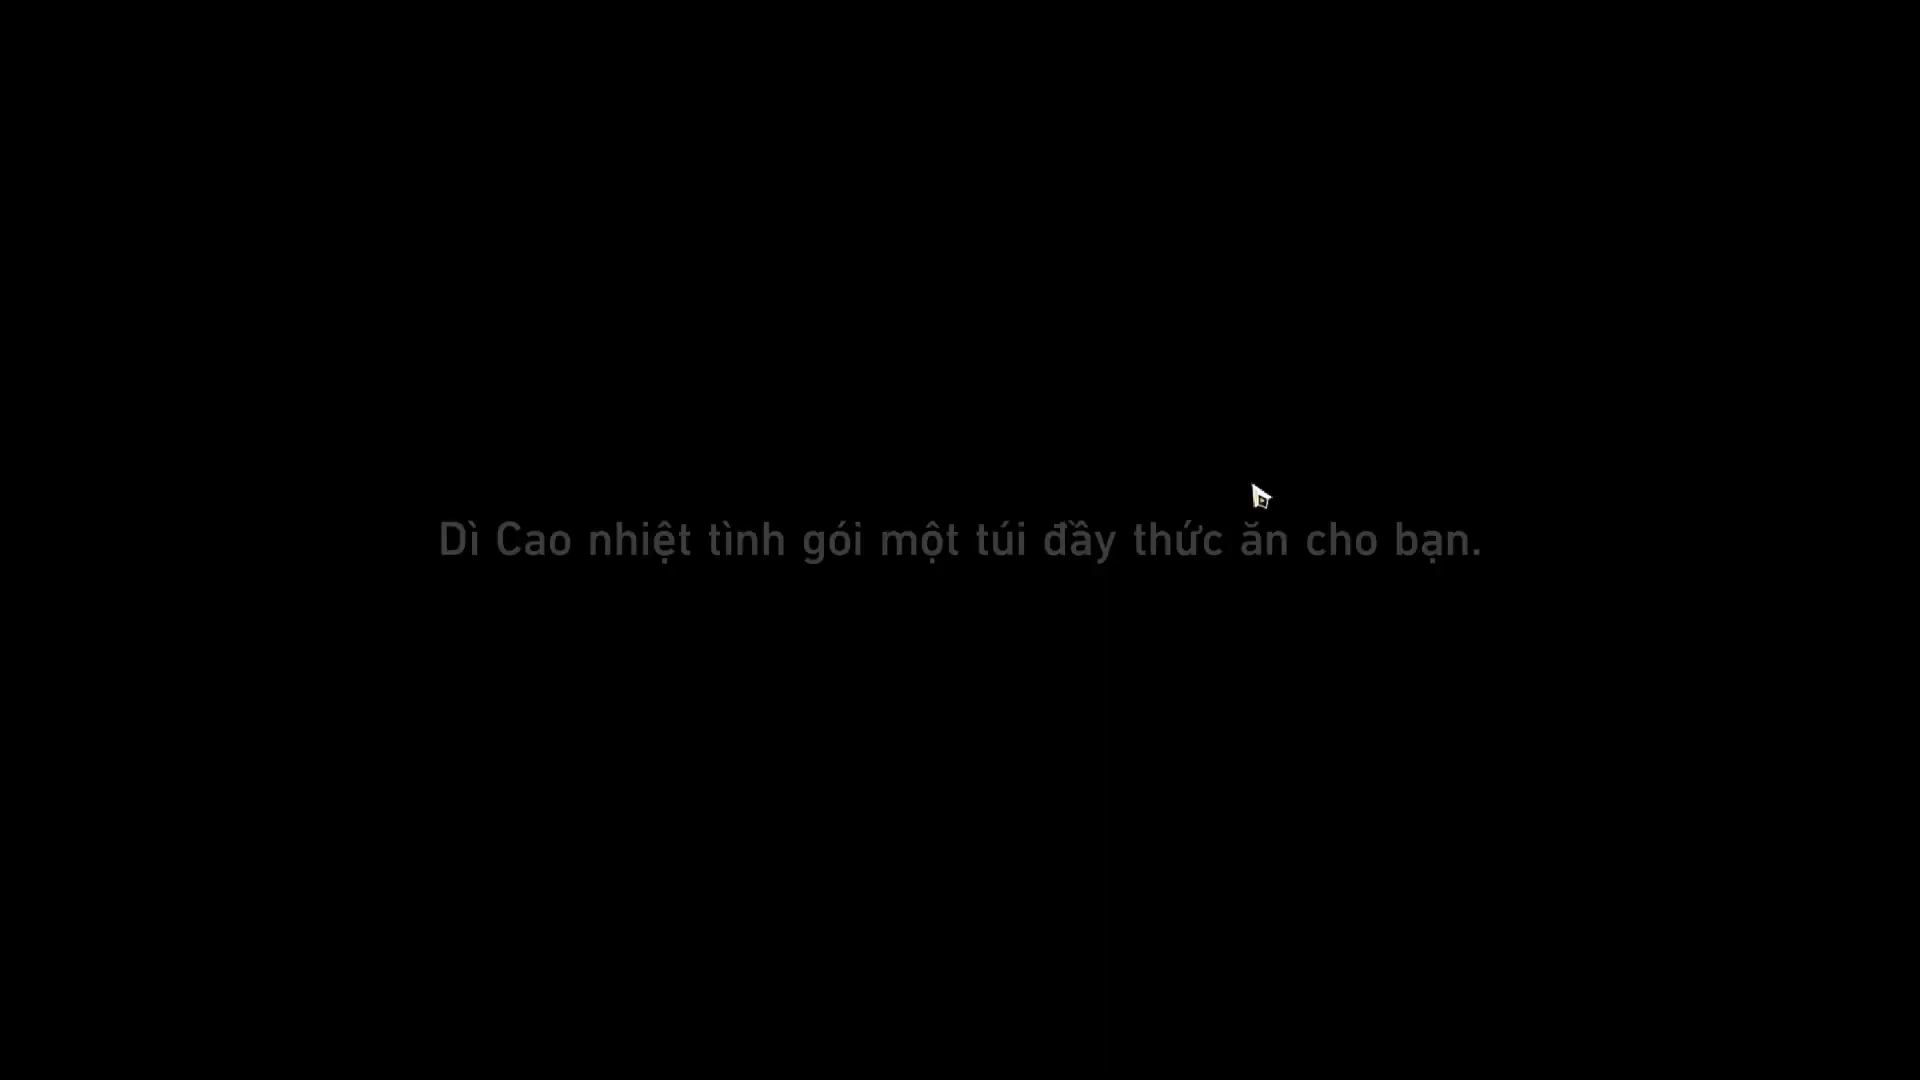 Dì Cao nhiệt tình gói một túi đầy thức ăn cho bạn.